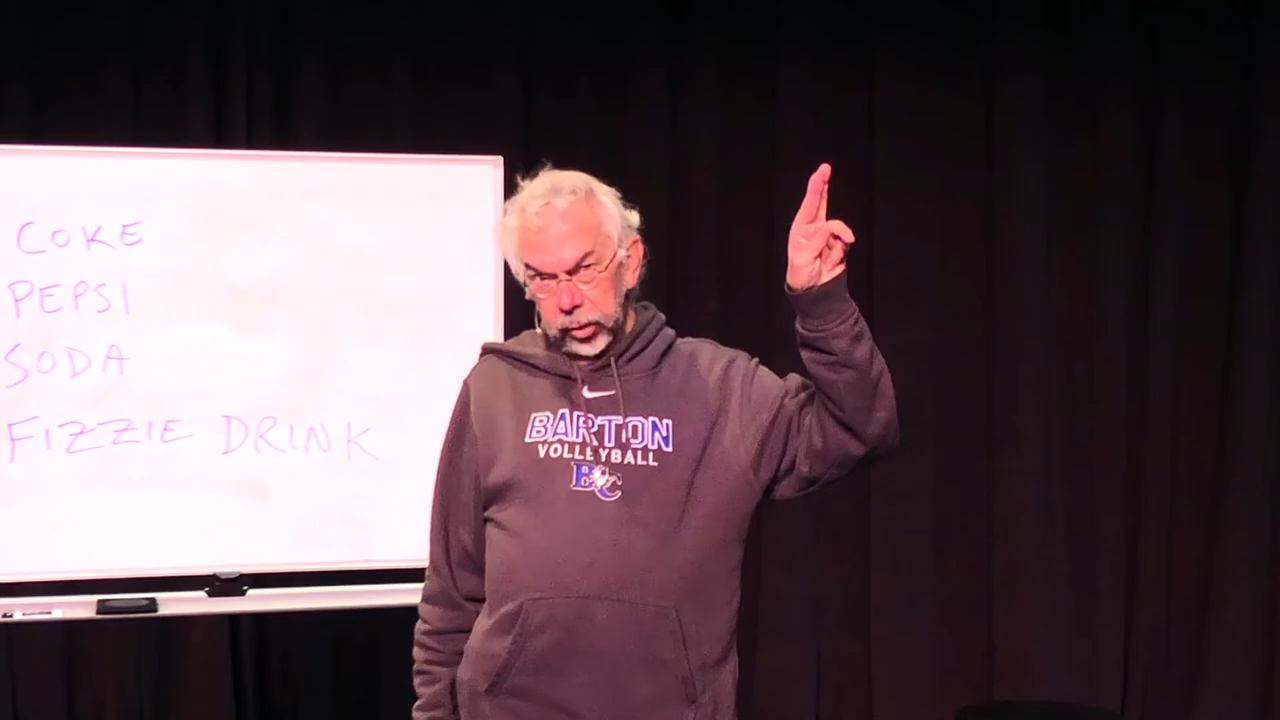 COKE
PEPSI
SODA
FIZZIE DRINK
BARTON
VOLLEYBALL
BC